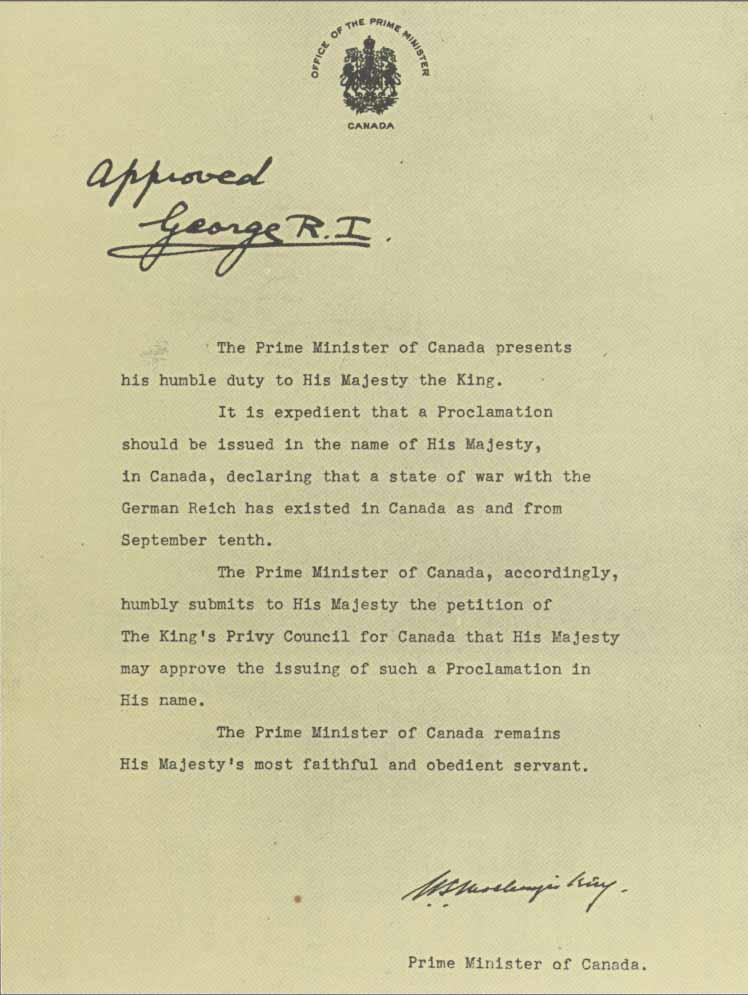 OFFICE OF THE PRIME MINISTER
CANADA
Approved
George R.I.
The Prime Minister of Canada presents
his humble duty to His Majesty the King.
It is expedient that a Proclamation
should be issued in the name of His Majesty,
in Canada, declaring that a state of war with the
German Reich has existed in Canada as and from
September tenth.
The Prime Minister of Canada, accordingly,
humbly submits to His Majesty the petition of
The King's Privy Council for Canada that His Majesty
may approve the issuing of such a Proclamation in
His name.
The Prime Minister of Canada remains
His Majesty's most faithful and obedient servant.
W L Mackenzie King.
Prime Minister of Canada.